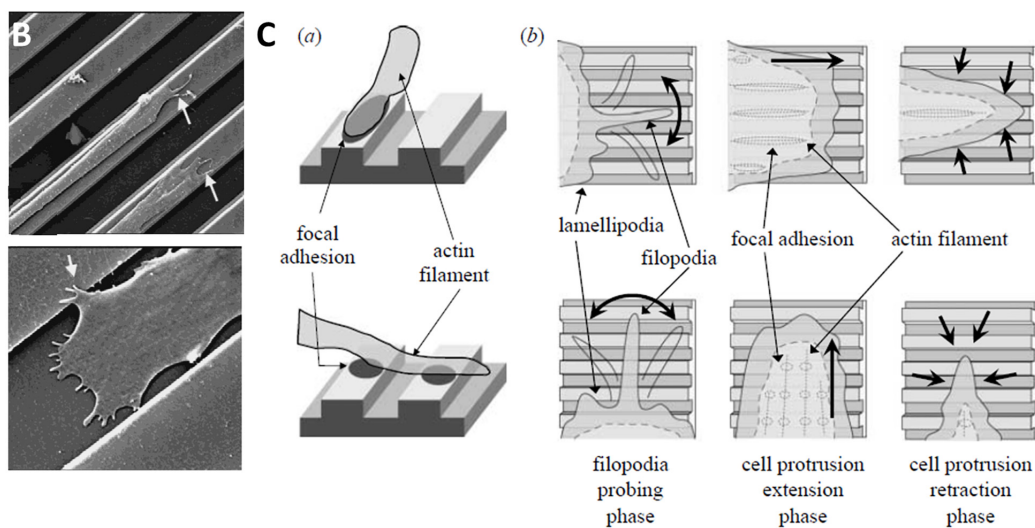 B
C
(a)
(b)
focal
adhesion
actin
filament
lamellipodia
filopodia
focal adhesion
actin filament
filopodia
probing
phase
cell protrusion
extension
phase
cell protrusion
retraction
phase